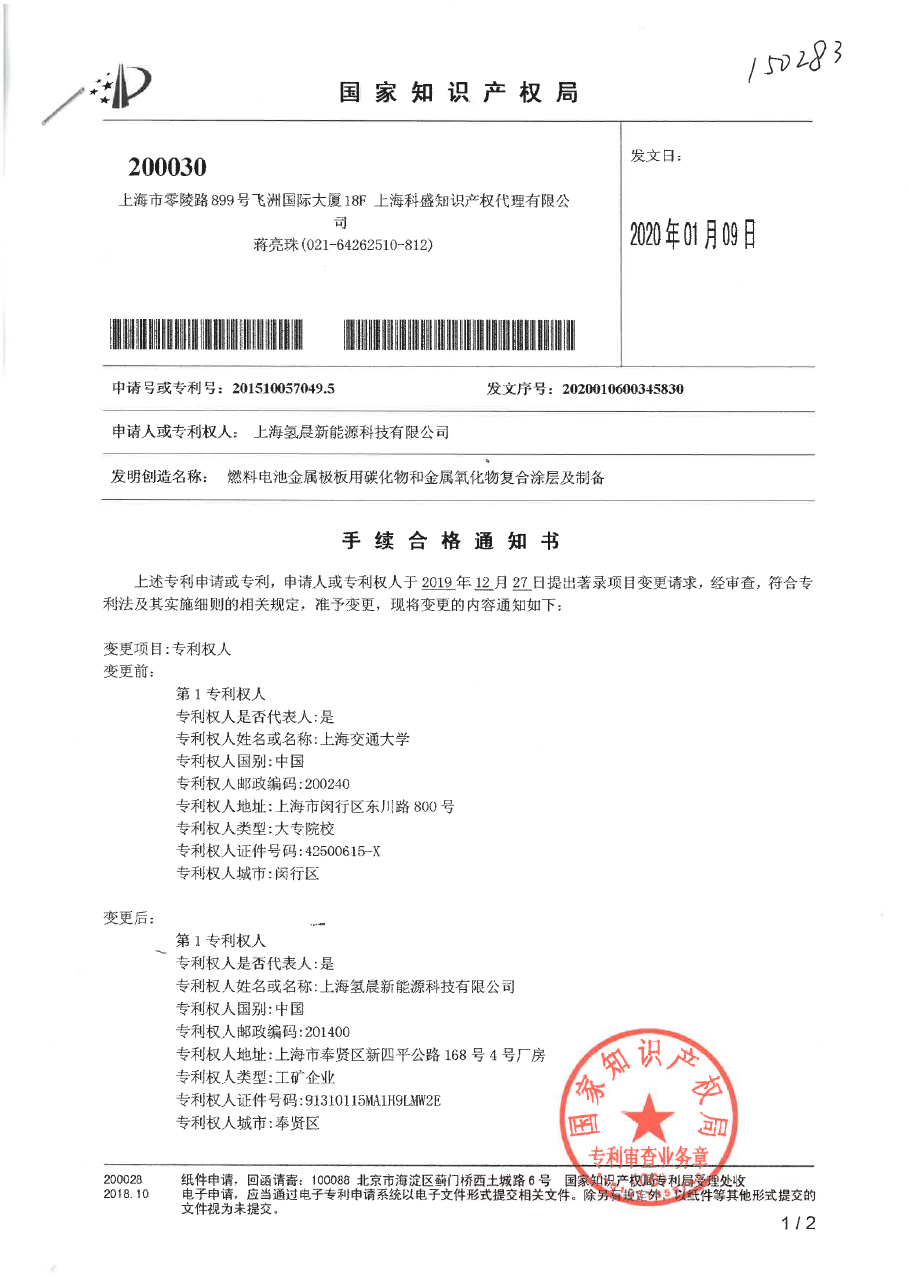 150283
国家知识产权局
200030
上海市零陵路899号飞洲国际大厦18F 上海科盛知识产权代理有限公
司
蒋亮珠(021-64262510-812)
发文日：
2020年01月09日
申请号或专利号：201510057049.5
发文序号：2020010600345830
申请人或专利权人： 上海氢晨新能源科技有限公司
发明创造名称： 燃料电池金属极板用碳化物和金属氧化物复合涂层及制备
手续合格通知书
上述专利申请或专利，申请人或专利权人于 2019 年 12 月 27 日提出著录项目变更请求，经审查，符合专
利法及其实施细则的相关规定，准予变更，现将变更的内容通知如下：
变更项目:专利权人
变更前：
第 1 专利权人
专利权人是否代表人:是
专利权人姓名或名称:上海交通大学
专利权人国别:中国
专利权人邮政编码:200240
专利权人地址:上海市闵行区东川路 800 号
专利权人类型:大专院校
专利权人证件号码:42500615-X
专利权人城市:闵行区
变更后：
第 1 专利权人
专利权人是否代表人:是
专利权人姓名或名称:上海氢晨新能源科技有限公司
专利权人国别:中国
专利权人邮政编码:201400
专利权人地址:上海市奉贤区新四平公路 168 号 4 号厂房
专利权人类型:工矿企业
专利权人证件号码:91310115MA1H9LMW2E
专利权人城市:奉贤区
国家知识产权局
专利审查业务章
200028
2018.10
纸件申请，回函请寄：100088 北京市海淀区蓟门桥西土城路 6 号 国家知识产权局专利局受理处收
电子申请，应当通过电子专利申请系统以电子文件形式提交相关文件。除另有规定外，以纸件等其他形式提交的
文件视为未提交。
1 / 2